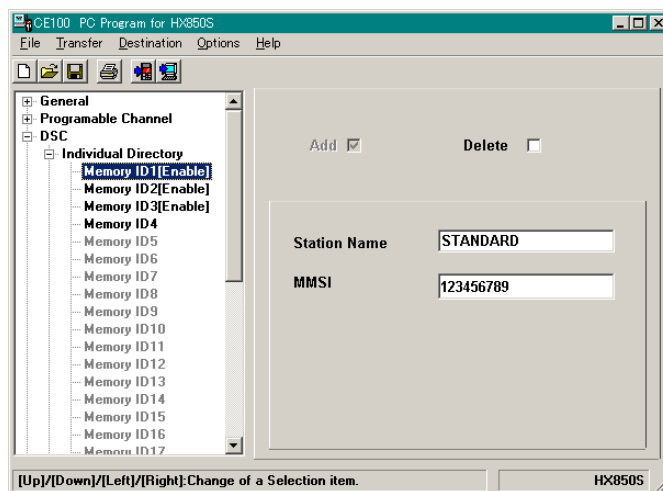 CE100 PC Program for HX850S
File Transfer Destination Options Help
General
Programable Channel
DSC
Individual Directory
Memory ID1[Enable]
Memory ID2[Enable]
Memory ID3[Enable]
Memory ID4
Memory ID5
Memory ID6
Memory ID7
Memory ID8
Memory ID9
Memory ID10
Memory ID11
Memory ID12
Memory ID13
Memory ID14
Memory ID15
Memory ID16
Memory ID17
Add Delete
Station Name STANDARD
MMSI 123456789
[Up]/[Down]/[Left]/[Right]:Change of a Selection item. HX850S